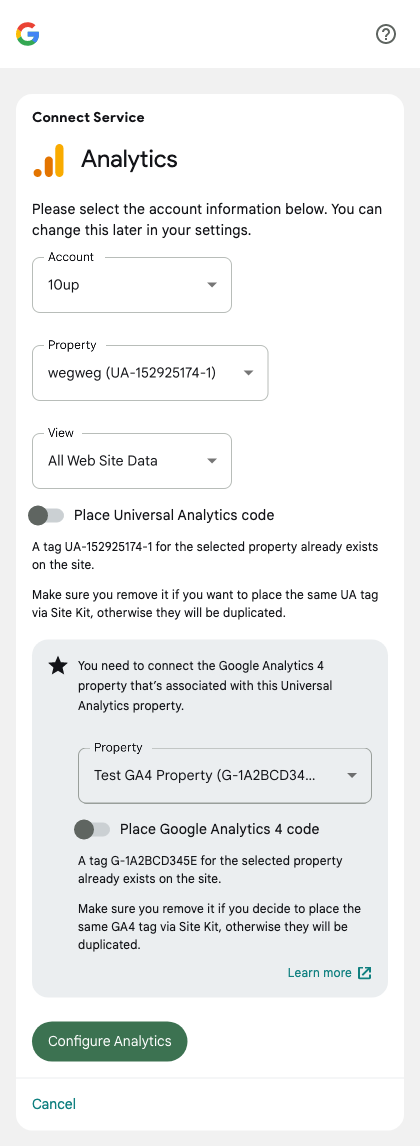 Connect Service
Analytics
Please select the account information below. You can
change this later in your settings.
Account
10up
Property
wegweg (UA-152925174-1)
View
All Web Site Data
Place Universal Analytics code
A tag UA-152925174-1 for the selected property already exists
on the site.
Make sure you remove it if you want to place the same UA tag
via Site Kit, otherwise they will be duplicated.
You need to connect the Google Analytics 4
property that’s associated with this Universal
Analytics property.
Property
Test GA4 Property (G-1A2BCD34...
Place Google Analytics 4 code
A tag G-1A2BCD345E for the selected property
already exists on the site.
Make sure you remove it if you decide to place the
same GA4 tag via Site Kit, otherwise they will be
duplicated.
Learn more
Configure Analytics
Cancel